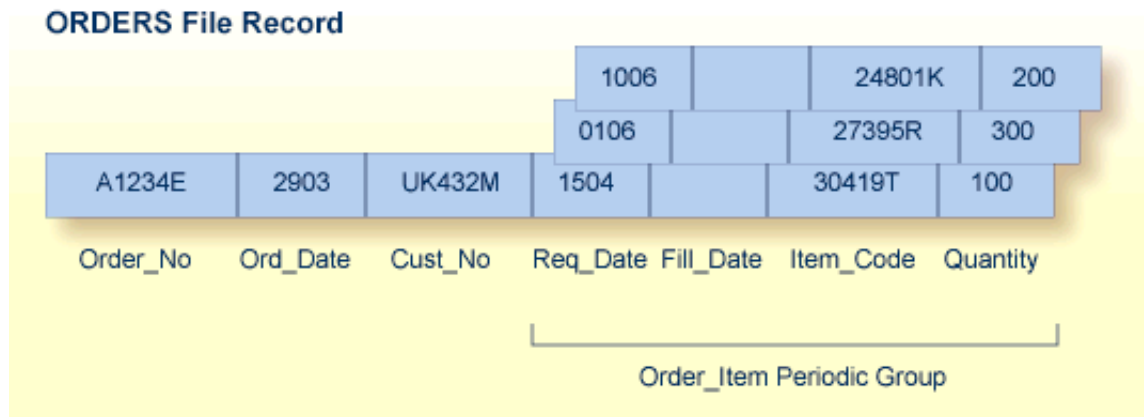 ORDERS File Record
1006 24801K 200
0106 27395R 300
A1234E 2903 UK432M 1504 30419T 100
Order_No Ord_Date Cust_No Req_Date Fill_Date Item_Code Quantity
Order_Item Periodic Group